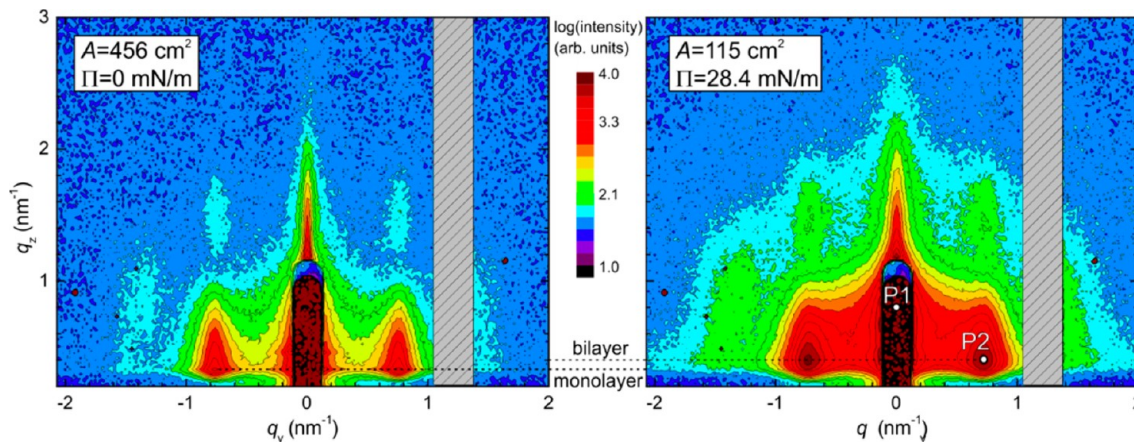 A=456 cm²
Π=0 mN/m
log(intensity)
(arb. units)
4.0
3.3
2.1
1.0
A=115 cm²
Π=28.4 mN/m
3
2
1
q_z (nm⁻¹)
P1
P2
bilayer
monolayer
-2 -1 0 1 2
-2 -1 0 1 2
q_y (nm⁻¹)
q (nm⁻¹)